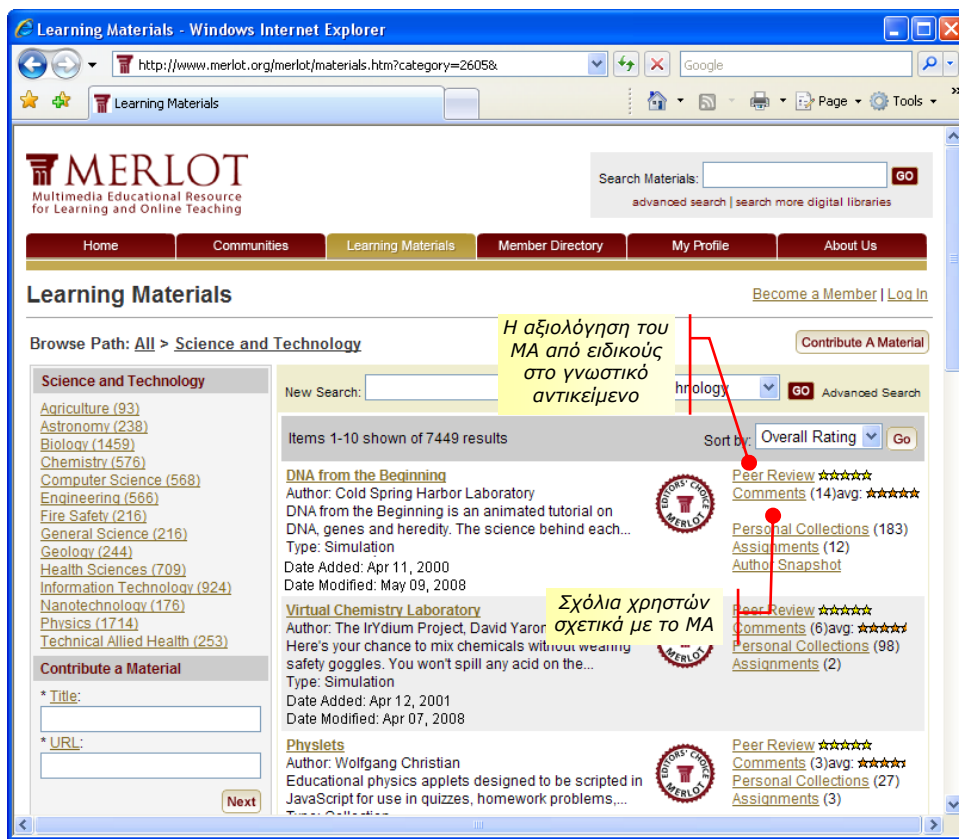 Learning Materials - Windows Internet Explorer
http://www.merlot.org/merlot/materials.htm?category=2605&
Google
Learning Materials
Page
Tools
MERLOT
Multimedia Educational Resource
for Learning and Online Teaching
Search Materials:
GO
advanced search | search more digital libraries
Home
Communities
Learning Materials
Member Directory
My Profile
About Us
Learning Materials
Become a Member | Log In
Browse Path: All > Science and Technology
Contribute A Material
Η αξιολόγηση του
ΜΑ από ειδικούς
στο γνωστικό
αντικείμενο
Science and Technology
Agriculture (93)
Astronomy (238)
Biology (1459)
Chemistry (576)
Computer Science (568)
Engineering (566)
Fire Safety (216)
General Science (216)
Geology (244)
Health Sciences (709)
Information Technology (924)
Nanotechnology (176)
Physics (1714)
Technical Allied Health (253)
Contribute a Material
* Title:
* URL:
Next
New Search:
hnology
GO
Advanced Search
Items 1-10 shown of 7449 results
Sort by:
Overall Rating
Go
DNA from the Beginning
Author: Cold Spring Harbor Laboratory
DNA from the Beginning is an animated tutorial on
DNA, genes and heredity. The science behind each...
Type: Simulation
Date Added: Apr 11, 2000
Date Modified: May 09, 2008
EDITORS' CHOICE
MERLOT
Peer Review
Comments (14)avg:
Personal Collections (183)
Assignments (12)
Author Snapshot
Σχόλια χρηστών
σχετικά με το ΜΑ
Virtual Chemistry Laboratory
Author: The IrYdium Project, David Yaron
Here's your chance to mix chemicals without wearing
safety goggles. You won't spill any acid on the...
Type: Simulation
Date Added: Apr 12, 2001
Date Modified: Apr 07, 2008
MERLOT
Peer Review
Comments (6)avg:
Personal Collections (98)
Assignments (2)
Physlets
Author: Wolfgang Christian
Educational physics applets designed to be scripted in
JavaScript for use in quizzes, homework problems,...
Type: Collection
EDITORS' CHOICE
MERLOT
Peer Review
Comments (3)avg:
Personal Collections (27)
Assignments (3)